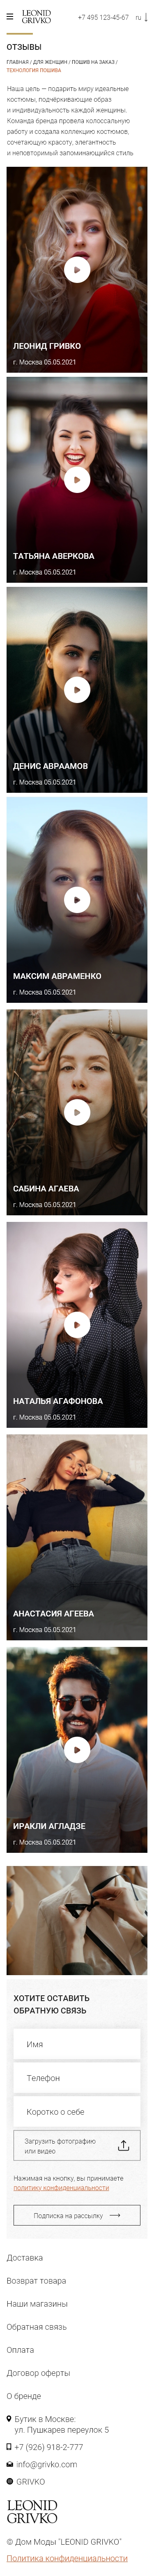 LEONID
GRIVKO
+7 495 123-45-67 ru
ОТЗЫВЫ
ГЛАВНАЯ / ДЛЯ ЖЕНЩИН / ПОШИВ НА ЗАКАЗ /
ТЕХНОЛОГИЯ ПОШИВА
Наша цель — подарить миру идеальные
костюмы, подчёркивающие образ
и индивидуальность каждой женщины.
Команда бренда провела колоссальную
работу и создала коллекцию костюмов,
сочетающую красоту, элегантность
и неповторимый запоминающийся стиль.
ЛЕОНИД ГРИВКО
г. Москва 05.05.2021
ТАТЬЯНА АВЕРКОВА
г. Москва 05.05.2021
ДЕНИС АВРААМОВ
г. Москва 05.05.2021
МАКСИМ АВРАМЕНКО
г. Москва 05.05.2021
САБИНА АГАЕВА
г. Москва 05.05.2021
НАТАЛЬЯ АГАФОНОВА
г. Москва 05.05.2021
АНАСТАСИЯ АГЕЕВА
г. Москва 05.05.2021
ИРАКЛИ АГЛАДЗЕ
г. Москва 05.05.2021
ХОТИТЕ ОСТАВИТЬ
ОБРАТНУЮ СВЯЗЬ
Имя
Телефон
Коротко о себе
Загрузить фотографию
или видео
Нажимая на кнопку, вы принимаете
политику конфиденциальности
Подписка на рассылку
Доставка
Возврат товара
Наши магазины
Обратная связь
Оплата
Договор оферты
О бренде
Бутик в Москве:
ул. Пушкарев переулок 5
+7 (926) 918-2-777
info@grivko.com
GRIVKO
LEONID
GRIVKO
© Дом Моды "LEONID GRIVKO"
Политика конфиденциальности